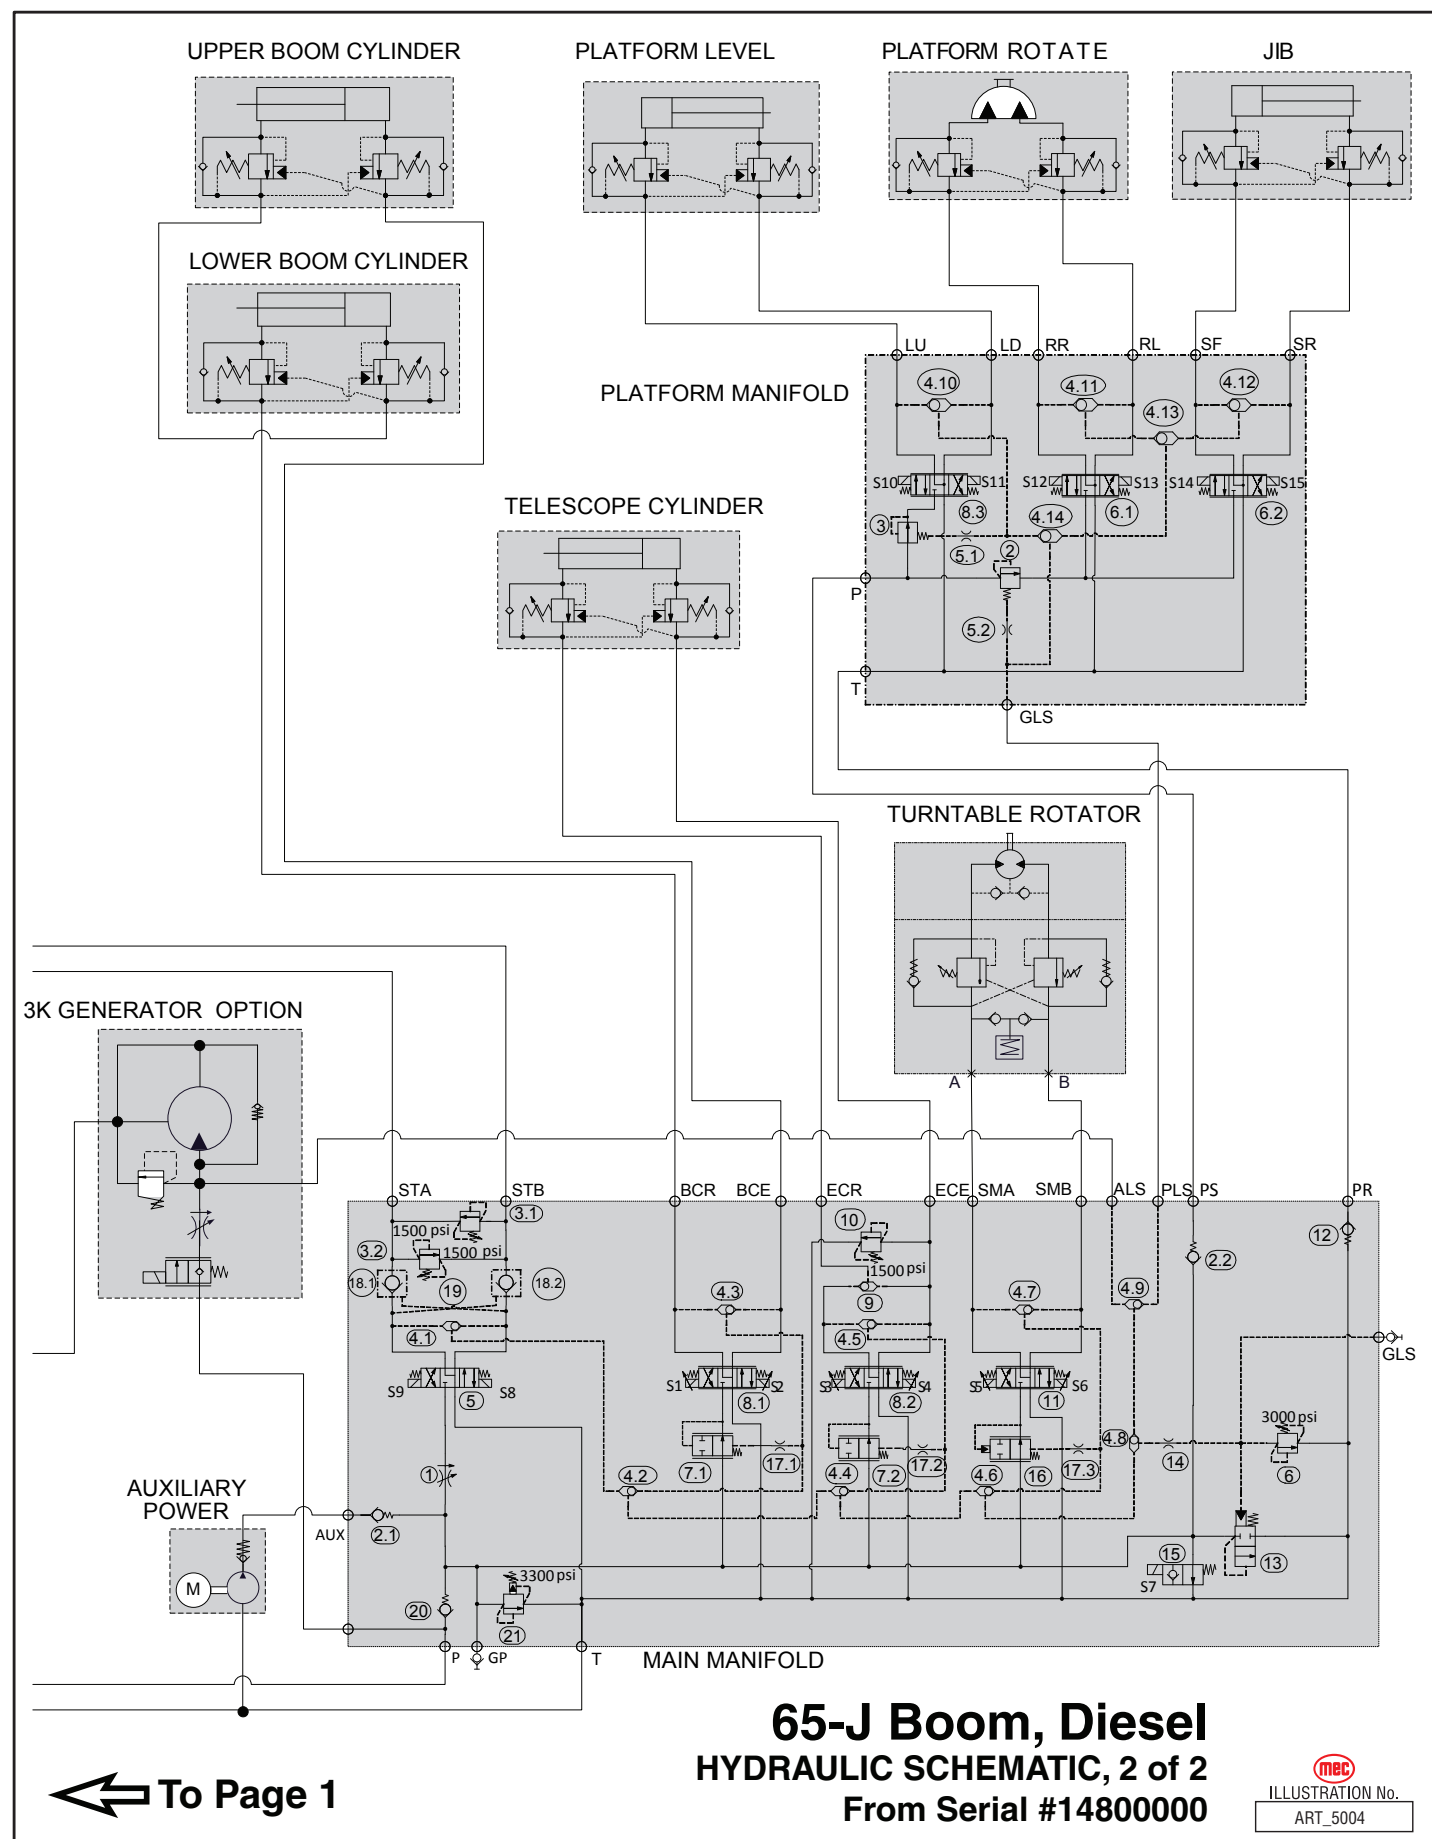 UPPER BOOM CYLINDER
PLATFORM LEVEL
PLATFORM ROTATE
JIB
LOWER BOOM CYLINDER
LU
LD
RR
RL
SF
SR
PLATFORM MANIFOLD
4.10
4.11
4.12
4.13
S10
S11
S12
S13
S14
S15
8.3
6.1
6.2
TELESCOPE CYLINDER
3
4.14
5.1
2
P
5.2
T
GLS
TURNTABLE ROTATOR
3K GENERATOR OPTION
A
B
STA
STB
BCR
BCE
ECR
ECE
SMA
SMB
ALS
PLS
PS
PR
3.1
1500 psi
10
12
3.2
1500 psi
2.2
1500 psi
18.1
19
18.2
4.3
9
4.7
4.9
4.1
4.5
GLS
S9
S8
5
S1
S2
8.1
S3
S4
8.2
S5
S6
11
3000 psi
4.8
7.1
17.1
7.2
17.2
16
17.3
14
6
1
4.2
4.4
4.6
AUXILIARY
POWER
AUX
2.1
15
13
S7
M
3300 psi
20
21
P
GP
T
MAIN MANIFOLD
65-J Boom, Diesel
HYDRAULIC SCHEMATIC, 2 of 2
From Serial #14800000
To Page 1
mec
ILLUSTRATION No.
ART_5004